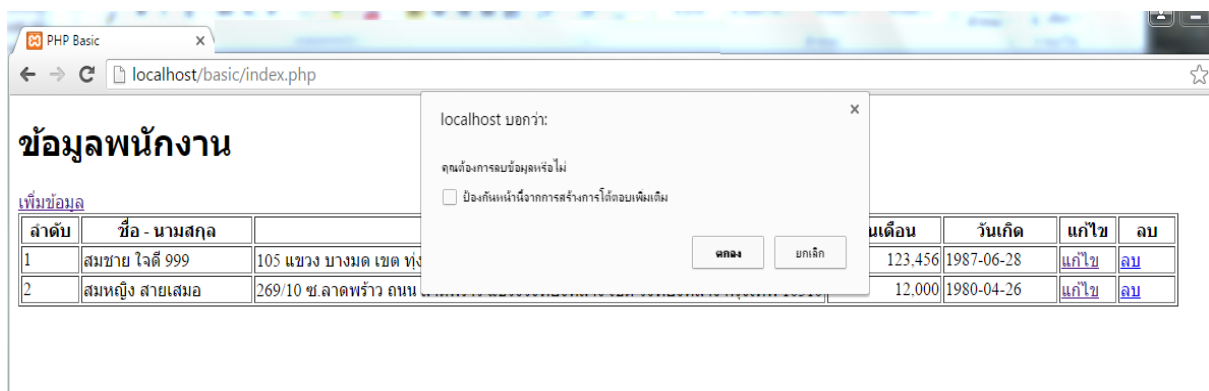 PHP Basic
localhost/basic/index.php
ข้อมูลพนักงาน
เพิ่มข้อมูล
localhost บอกว่า:
คุณต้องการลบข้อมูลหรือไม่
ป้องกันหน้านี้จากการสร้างการโต้ตอบเพิ่มเติม
ตกลง ยกเลิก
ลำดับ ชื่อ - นามสกุล วันเกิด แก้ไข ลบ
1 สมชาย ใจดี 999 105 แขวง บางมด เขต 123,456 1987-06-28 แก้ไข ลบ
2 สมหญิง สายเสมอ 269/10 ซ.ลาดพร้าว ถนน 12,000 1980-04-26 แก้ไข ลบ